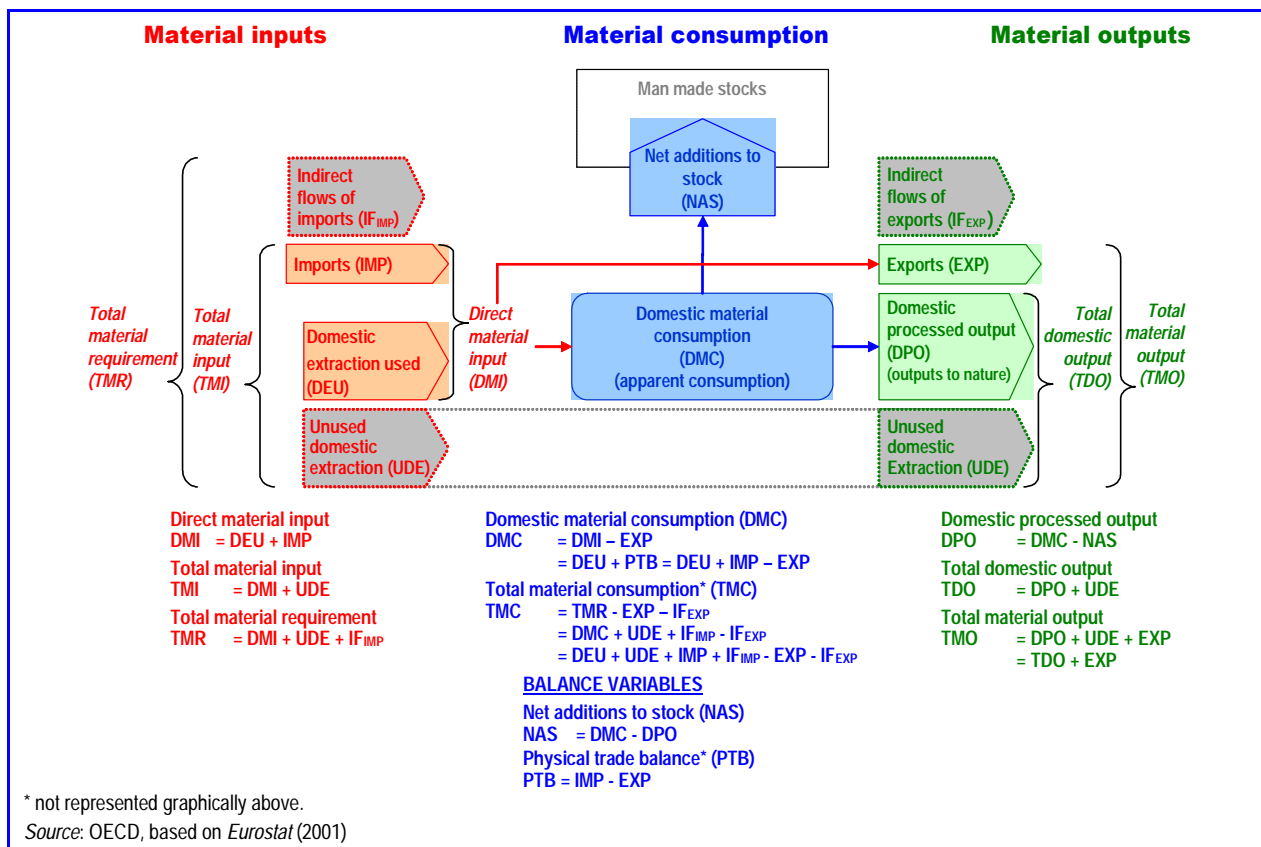 Material inputs
Material consumption
Material outputs
Man made stocks
Net additions to
stock
(NAS)
Indirect
flows of
imports (IFIMP)
Indirect
flows of
exports (IFEXP)
Imports (IMP)
Exports (EXP)
Total
material
requirement
(TMR)
Total
material
input
(TMI)
Domestic
extraction used
(DEU)
Direct
material
input
(DMI)
Domestic material
consumption
(DMC)
(apparent consumption)
Domestic
processed output
(DPO)
(outputs to nature)
Total
domestic
output
(TDO)
Total
material
output
(TMO)
Unused
domestic
extraction (UDE)
Unused
domestic
Extraction (UDE)
Direct material input
DMI = DEU + IMP
Total material input
TMI = DMI + UDE
Total material requirement
TMR = DMI + UDE + IFIMP
Domestic material consumption (DMC)
DMC = DMI – EXP
= DEU + PTB = DEU + IMP – EXP
Total material consumption* (TMC)
TMC = TMR - EXP – IFEXP
= DMC + UDE + IFIMP - IFEXP
= DEU + UDE + IMP + IFIMP - EXP - IFEXP
BALANCE VARIABLES
Net additions to stock (NAS)
NAS = DMC - DPO
Physical trade balance* (PTB)
PTB = IMP - EXP
Domestic processed output
DPO = DMC - NAS
Total domestic output
TDO = DPO + UDE
Total material output
TMO = DPO + UDE + EXP
= TDO + EXP
* not represented graphically above.
Source: OECD, based on Eurostat (2001)